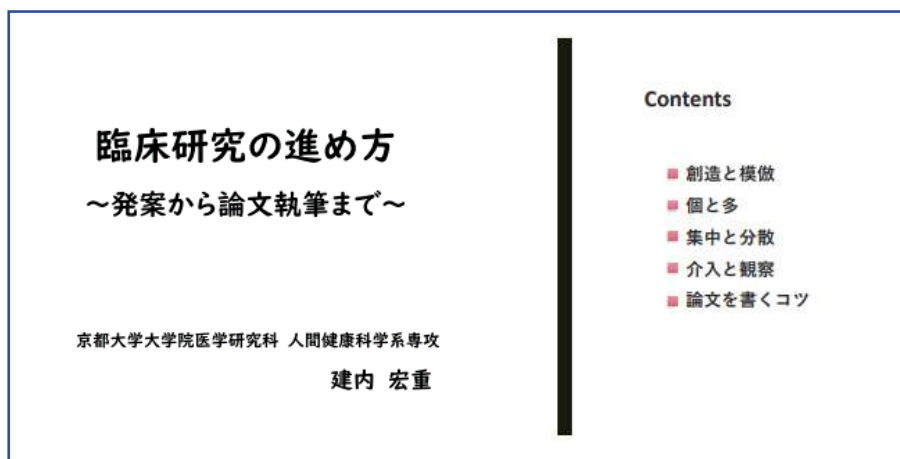 臨床研究の進め方
～発案から論文執筆まで～
京都大学大学院医学研究科 人間健康科学系専攻
建内 宏重
Contents
創造と模倣
個と多
集中と分散
介入と観察
論文を書くコツ